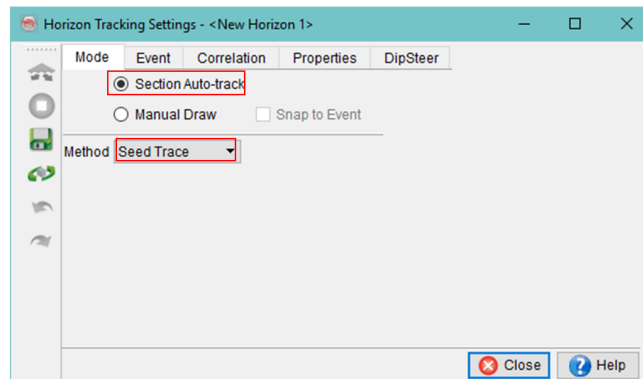 Horizon Tracking Settings - <New Horizon 1>
Mode Event Correlation Properties DipSteer
Section Auto-track
Manual Draw Snap to Event
Method Seed Trace
Close Help